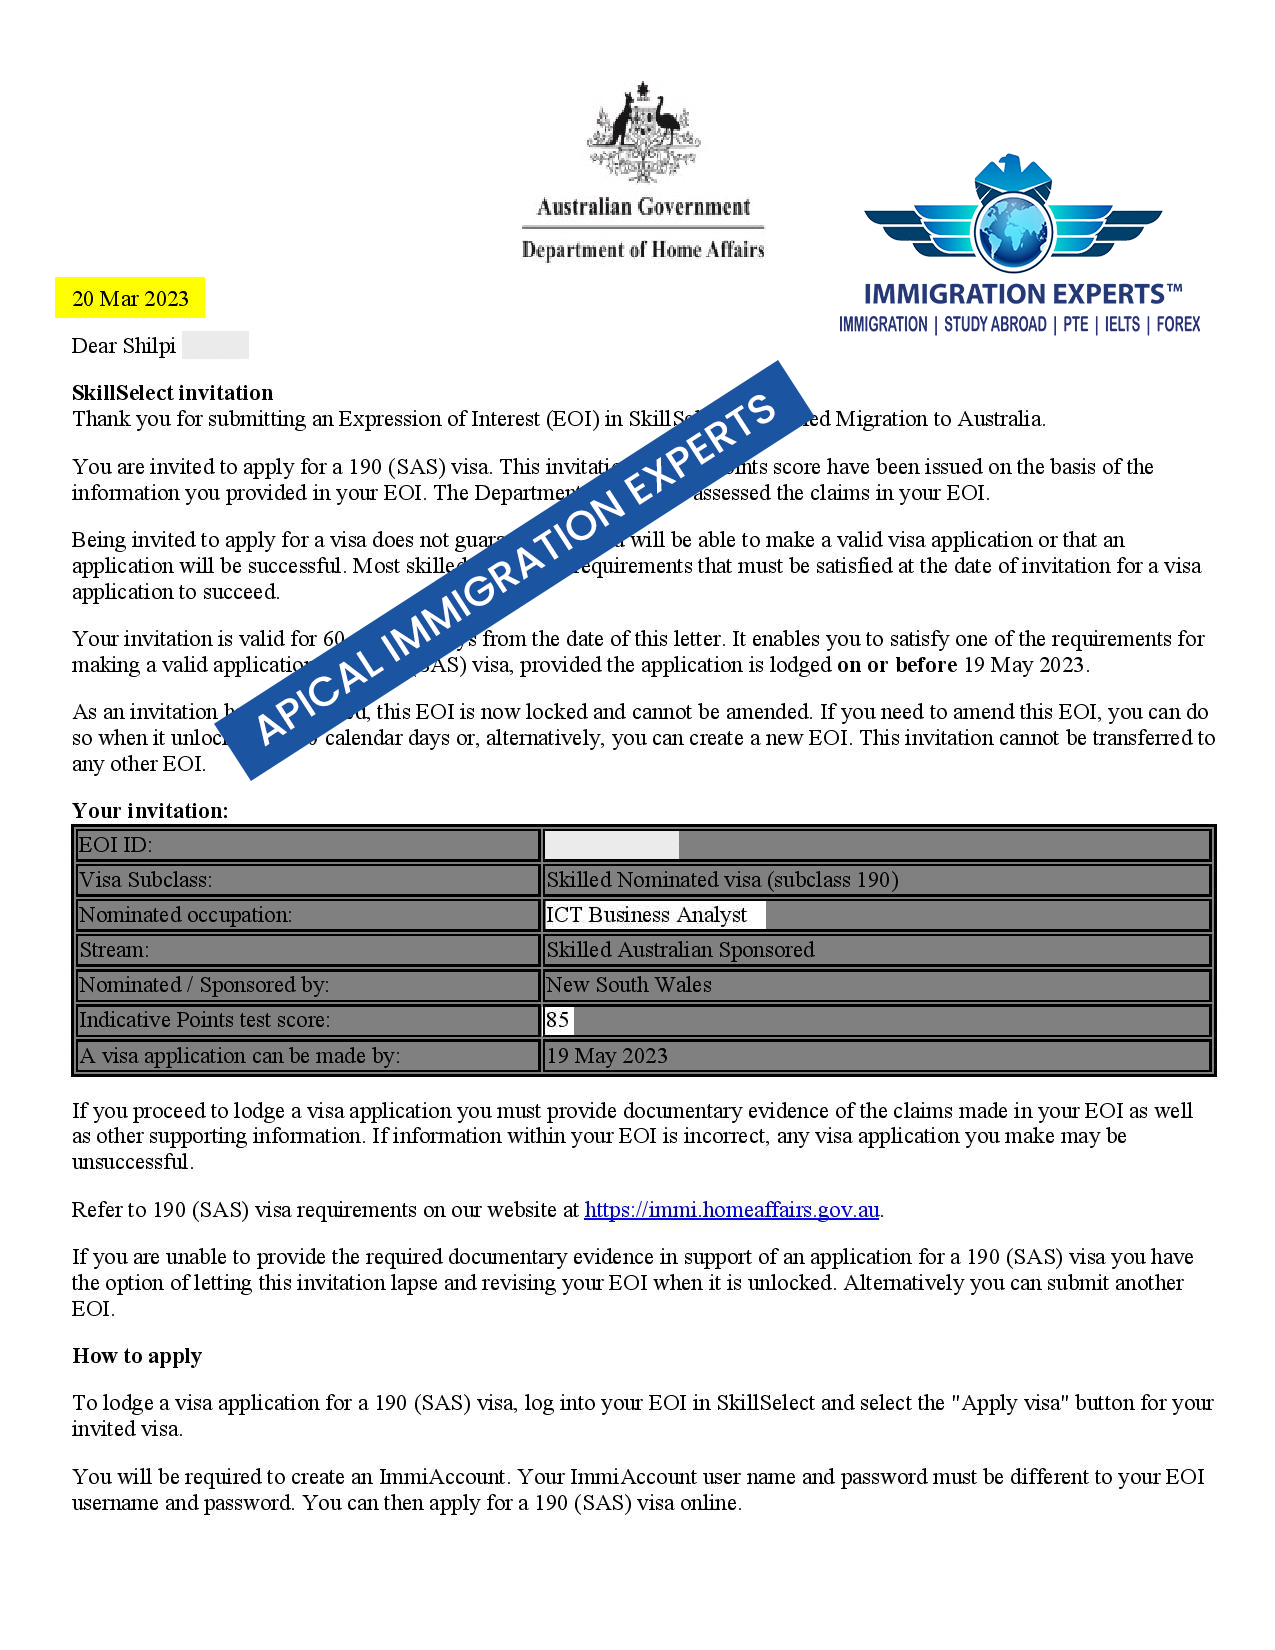 Australian Government
Department of Home Affairs
IMMIGRATION EXPERTS™
IMMIGRATION | STUDY ABROAD | PTE | IELTS | FOREX
20 Mar 2023
Dear Shilpi
SkillSelect invitation
Thank you for submitting an Expression of Interest (EOI) in Migration to Australia.
You are invited to apply for a 190 (SAS) visa. This score have been issued on the basis of the
information you provided in your EOI. The Department assessed the claims in your EOI.
Being invited to apply for a visa does not will be able to make a valid visa application or that an
application will be successful. Most requirements that must be satisfied at the date of invitation for a visa
application to succeed.
Your invitation is valid for 60 from the date of this letter. It enables you to satisfy one of the requirements for
making a valid (SAS) visa, provided the application is lodged on or before 19 May 2023.
As an invitation this EOI is now locked and cannot be amended. If you need to amend this EOI, you can do
so when it calendar days or, alternatively, you can create a new EOI. This invitation cannot be transferred to
any other EOI.
APICAL IMMIGRATION EXPERTS
Your invitation:
EOI ID:
Visa Subclass: Skilled Nominated visa (subclass 190)
Nominated occupation: ICT Business Analyst
Stream: Skilled Australian Sponsored
Nominated / Sponsored by: New South Wales
Indicative Points test score: 85
A visa application can be made by: 19 May 2023
If you proceed to lodge a visa application you must provide documentary evidence of the claims made in your EOI as well
as other supporting information. If information within your EOI is incorrect, any visa application you make may be
unsuccessful.
Refer to 190 (SAS) visa requirements on our website at https://immi.homeaffairs.gov.au.
If you are unable to provide the required documentary evidence in support of an application for a 190 (SAS) visa you have
the option of letting this invitation lapse and revising your EOI when it is unlocked. Alternatively you can submit another
EOI.
How to apply
To lodge a visa application for a 190 (SAS) visa, log into your EOI in SkillSelect and select the "Apply visa" button for your
invited visa.
You will be required to create an ImmiAccount. Your ImmiAccount user name and password must be different to your EOI
username and password. You can then apply for a 190 (SAS) visa online.